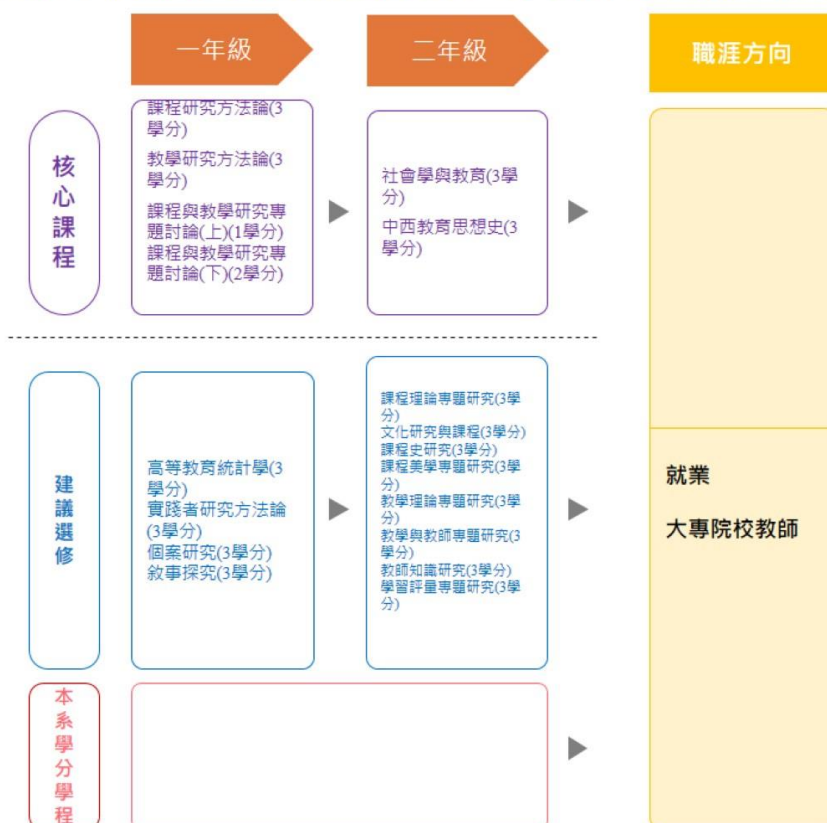 一年級
二年級
職涯方向
核心課程
課程研究方法論(3
學分)
教學研究方法論(3
學分)
課程與教學研究專
題討論(上)(1學分)
課程與教學研究專
題討論(下)(2學分)
社會學與教育(3學
分)
中西教育思想史(3
學分)
建議選修
高等教育統計學(3
學分)
實踐者研究方法論
(3學分)
個案研究(3學分)
敘事探究(3學分)
課程理論專題研究(3學
分)
文化研究與課程(3學分)
課程史研究(3學分)
課程美學專題研究(3學
分)
教學理論專題研究(3學
分)
教學與教師專題研究(3
學分)
教師知識研究(3學分)
學習評量專題研究(3學
分)
就業
大專院校教師
本系學分學程